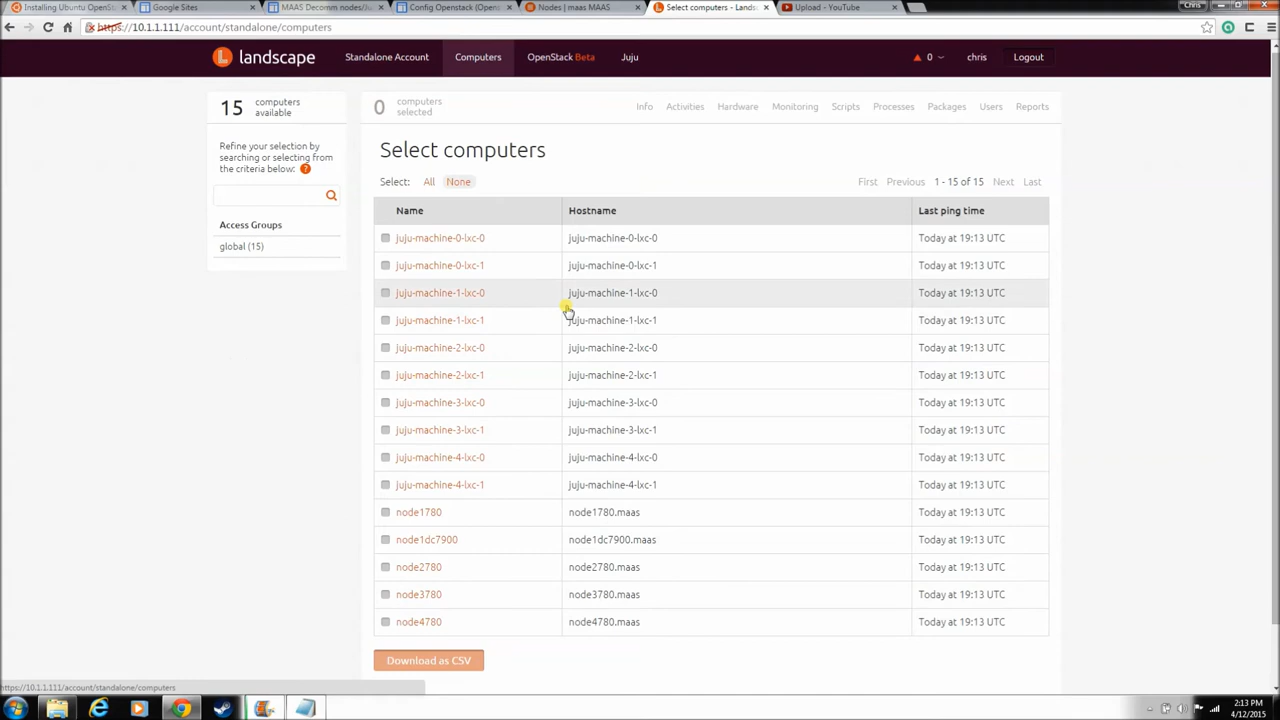 Installing Ubuntu OpenSt
Google Sites
MAAS Decomm nodes/Ju
Config Openstack (Openst
Nodes | maas MAAS
Select computers - Lands
Upload - YouTube
Chris
https://10.1.1.111/account/standalone/computers
landscape
Standalone Account
Computers
OpenStack Beta
Juju
0
chris
Logout
15 computers available
Refine your selection by
searching or selecting from
the criteria below: ?
Access Groups
global (15)
0 computers selected
Info Activities Hardware Monitoring Scripts Processes Packages Users Reports
Select computers
Select: All None
First Previous 1 - 15 of 15 Next Last
Name Hostname Last ping time
juju-machine-0-lxc-0 juju-machine-0-lxc-0 Today at 19:13 UTC
juju-machine-0-lxc-1 juju-machine-0-lxc-1 Today at 19:13 UTC
juju-machine-1-lxc-0 juju-machine-1-lxc-0 Today at 19:13 UTC
juju-machine-1-lxc-1 juju-machine-1-lxc-1 Today at 19:13 UTC
juju-machine-2-lxc-0 juju-machine-2-lxc-0 Today at 19:13 UTC
juju-machine-2-lxc-1 juju-machine-2-lxc-1 Today at 19:13 UTC
juju-machine-3-lxc-0 juju-machine-3-lxc-0 Today at 19:13 UTC
juju-machine-3-lxc-1 juju-machine-3-lxc-1 Today at 19:13 UTC
juju-machine-4-lxc-0 juju-machine-4-lxc-0 Today at 19:13 UTC
juju-machine-4-lxc-1 juju-machine-4-lxc-1 Today at 19:13 UTC
node1780 node1780.maas Today at 19:13 UTC
node1dc7900 node1dc7900.maas Today at 19:13 UTC
node2780 node2780.maas Today at 19:13 UTC
node3780 node3780.maas Today at 19:13 UTC
node4780 node4780.maas Today at 19:13 UTC
Download as CSV
https://10.1.1.111/account/standalone/computers
2:13 PM
4/12/2015